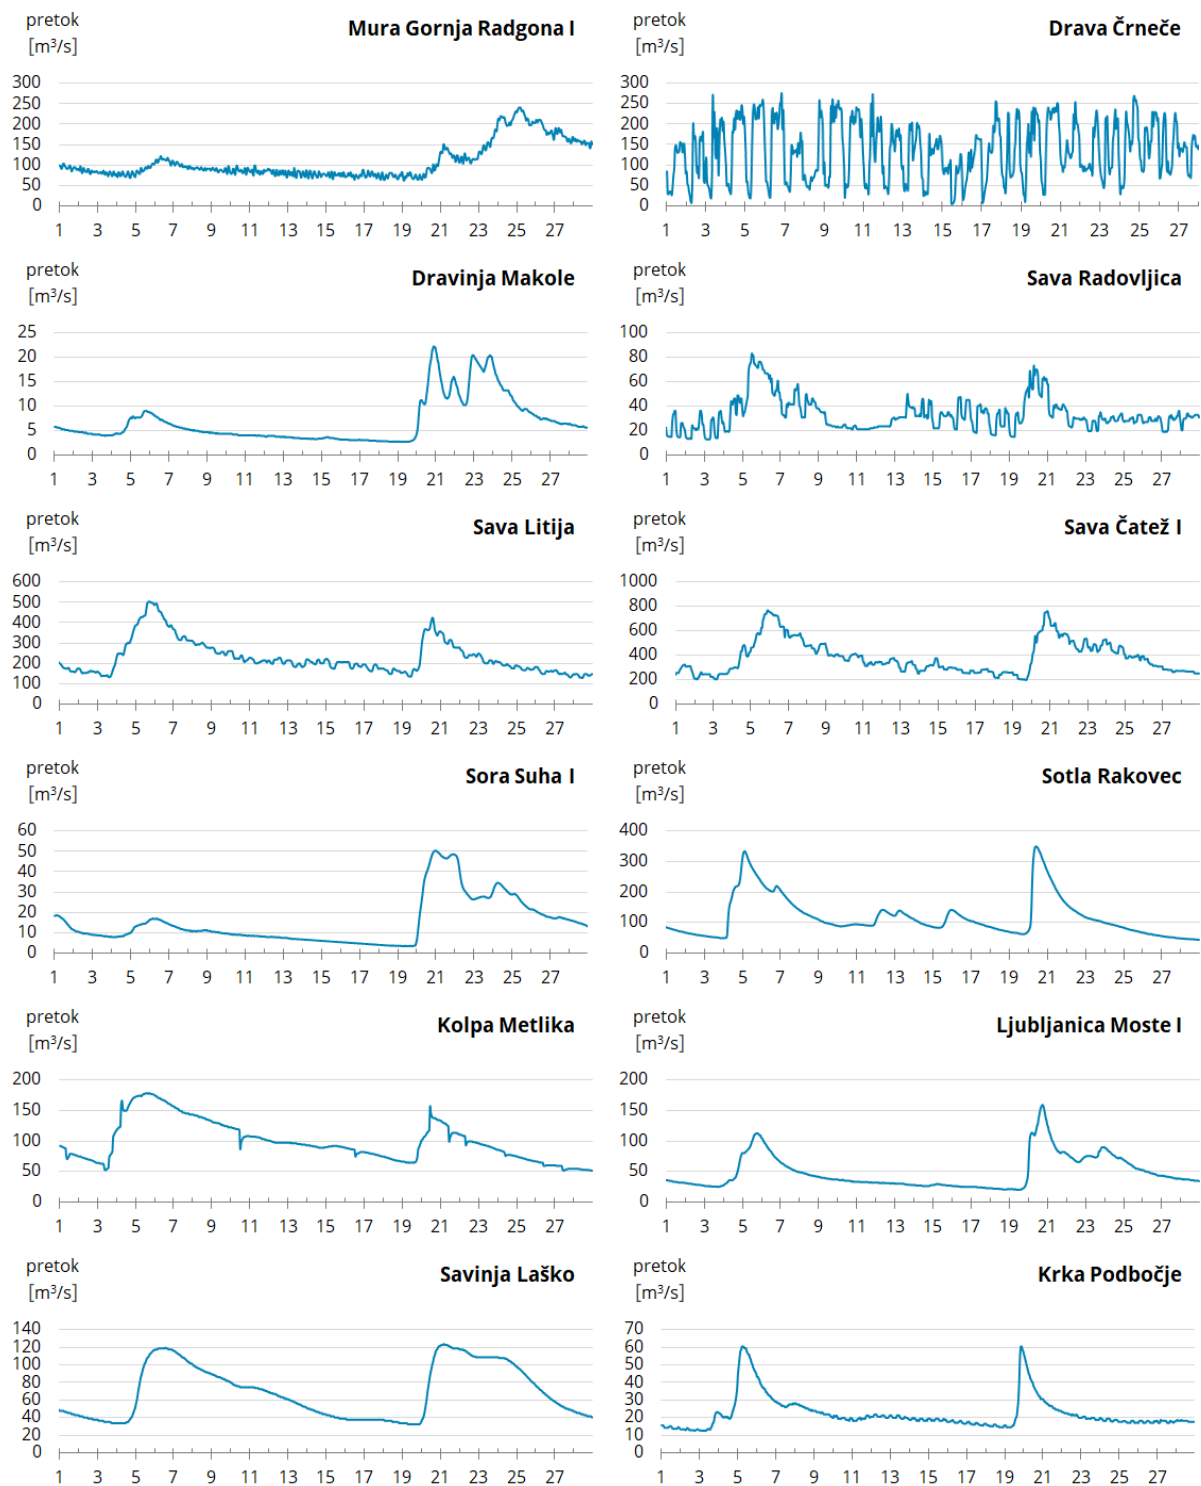 pretok
[m³/s]
Mura Gornja Radgona I
300
250
200
150
100
50
0
1 3 5 7 9 11 13 15 17 19 21 23 25 27
pretok
[m³/s]
Drava Črneče
300
250
200
150
100
50
0
1 3 5 7 9 11 13 15 17 19 21 23 25 27
pretok
[m³/s]
Dravinja Makole
25
20
15
10
5
0
1 3 5 7 9 11 13 15 17 19 21 23 25 27
pretok
[m³/s]
Sava Radovljica
100
80
60
40
20
0
1 3 5 7 9 11 13 15 17 19 21 23 25 27
pretok
[m³/s]
Sava Litija
600
500
400
300
200
100
0
1 3 5 7 9 11 13 15 17 19 21 23 25 27
pretok
[m³/s]
Sava Čatež I
1000
800
600
400
200
0
1 3 5 7 9 11 13 15 17 19 21 23 25 27
pretok
[m³/s]
Sora Suha I
60
50
40
30
20
10
0
1 3 5 7 9 11 13 15 17 19 21 23 25 27
pretok
[m³/s]
Sotla Rakovec
400
300
200
100
0
1 3 5 7 9 11 13 15 17 19 21 23 25 27
pretok
[m³/s]
Kolpa Metlika
200
150
100
50
0
1 3 5 7 9 11 13 15 17 19 21 23 25 27
pretok
[m³/s]
Ljubljanica Moste I
200
150
100
50
0
1 3 5 7 9 11 13 15 17 19 21 23 25 27
pretok
[m³/s]
Savinja Laško
140
120
100
80
60
40
20
0
1 3 5 7 9 11 13 15 17 19 21 23 25 27
pretok
[m³/s]
Krka Podbočje
70
60
50
40
30
20
10
0
1 3 5 7 9 11 13 15 17 19 21 23 25 27